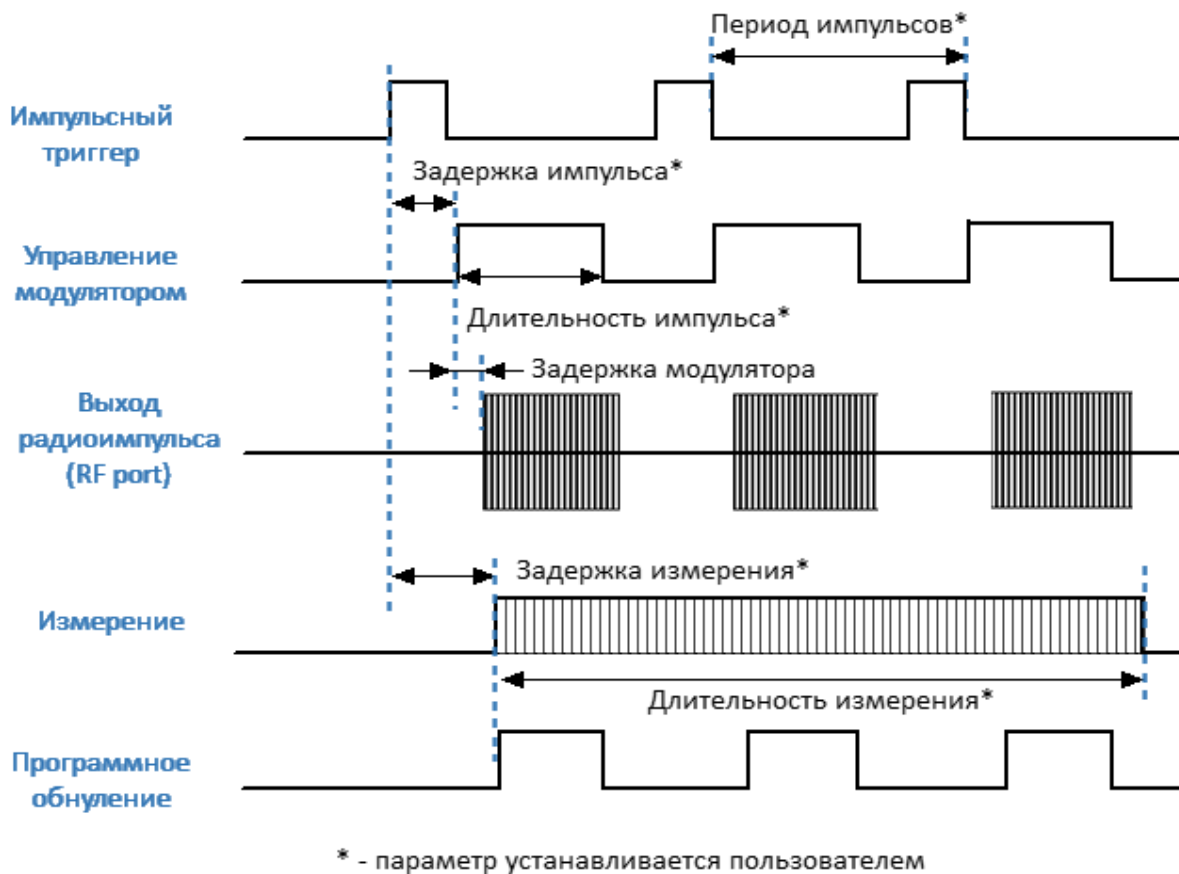 Период импульсов*
Импульсный
триггер
Задержка импульса*
Управление
модулятором
Длительность импульса*
Задержка модулятора
Выход
радиоимпульса
(RF port)
Задержка измерения*
Измерение
Длительность измерения*
Программное
обнуление
* - параметр устанавливается пользователем